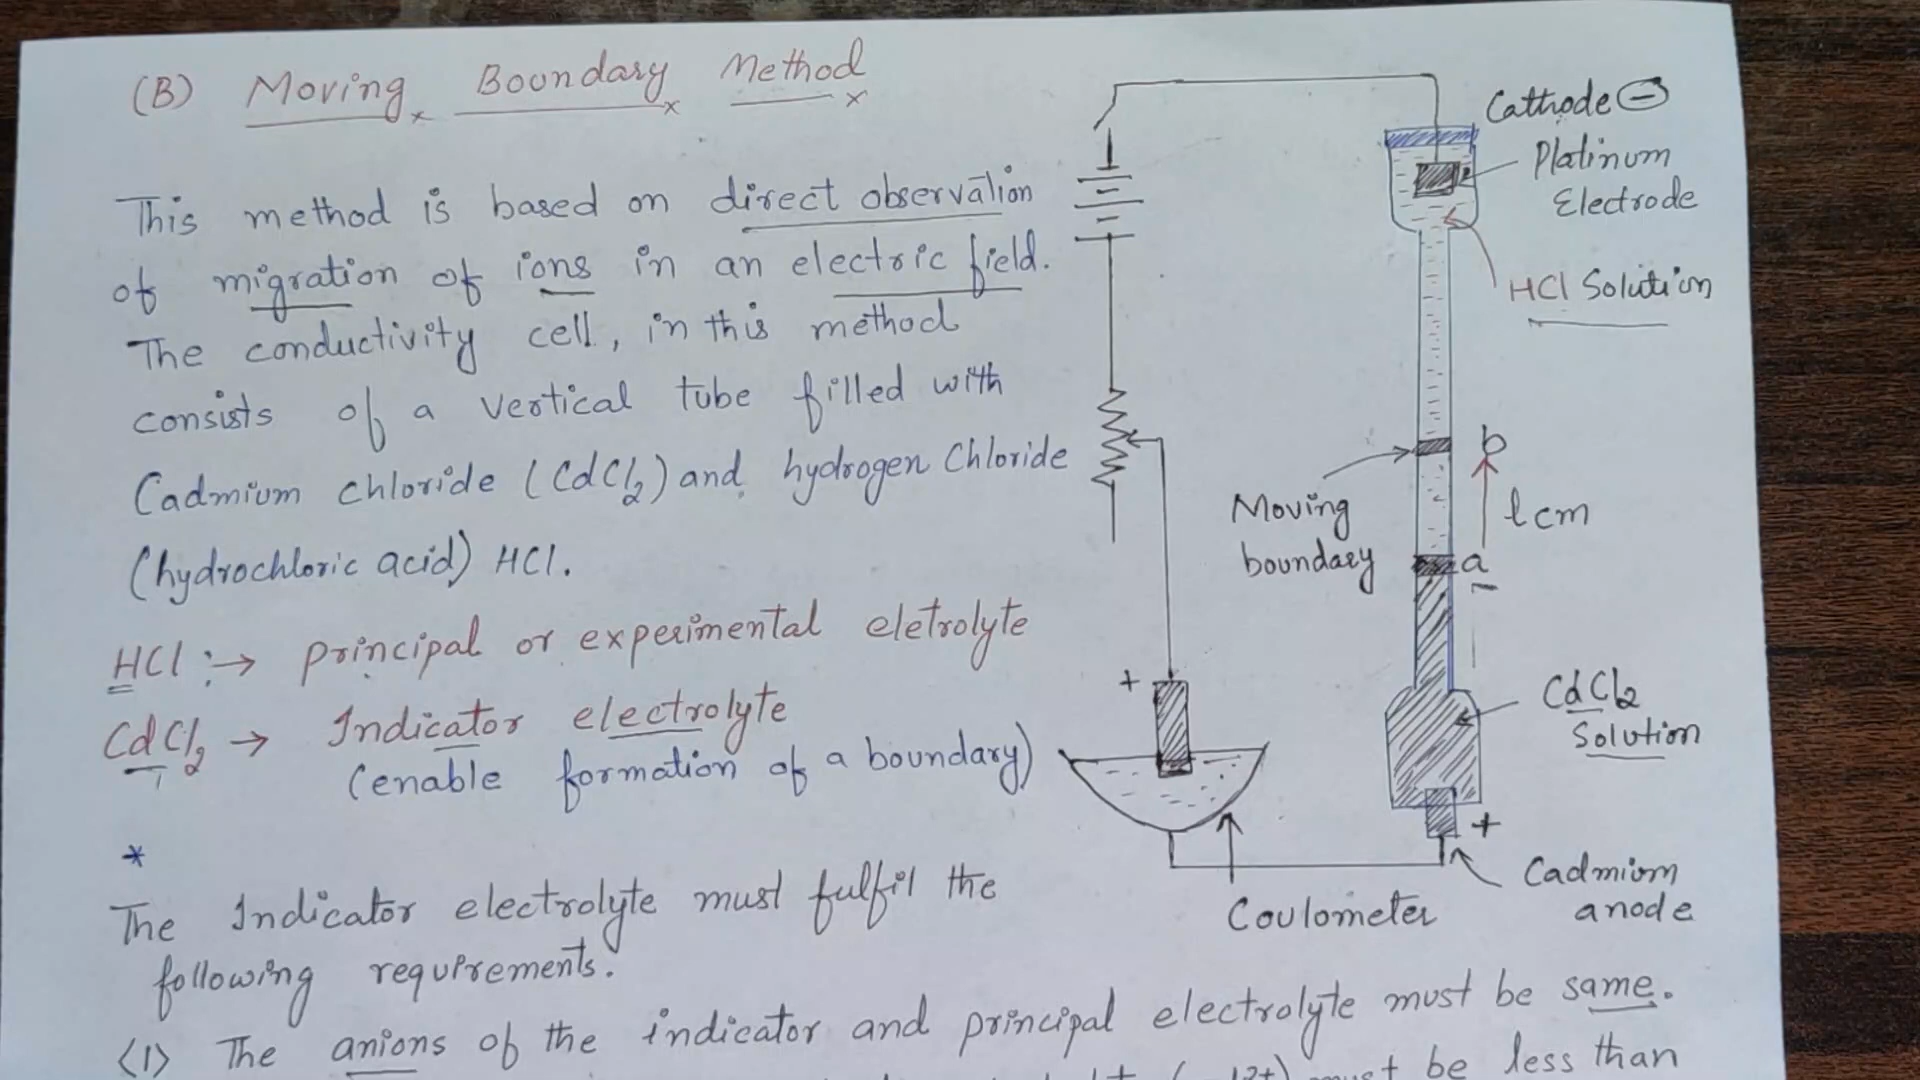 (B) Moving Boundary Method
This method is based on direct observation
of migration of ions in an electric field.
The conductivity cell, in this method
consists of a vertical tube filled with
Cadmium chloride (CdCl2) and hydrogen Chloride
(hydrochloric acid) HCl.
HCl :→ principal or experimental eletrolyte
CdCl2 → Indicator electrolyte
(enable formation of a boundary)
*
The Indicator electrolyte must fulfil the
following requirements.
(1) The anions of the indicator and principal electrolyte must be same.
must be less than
Cathode ⊖
Platinum
Electrode
HCl Solution
b
l cm
Moving
boundary
a
CdCl2
Solution
+
+
Cadmium
anode
Coulometer